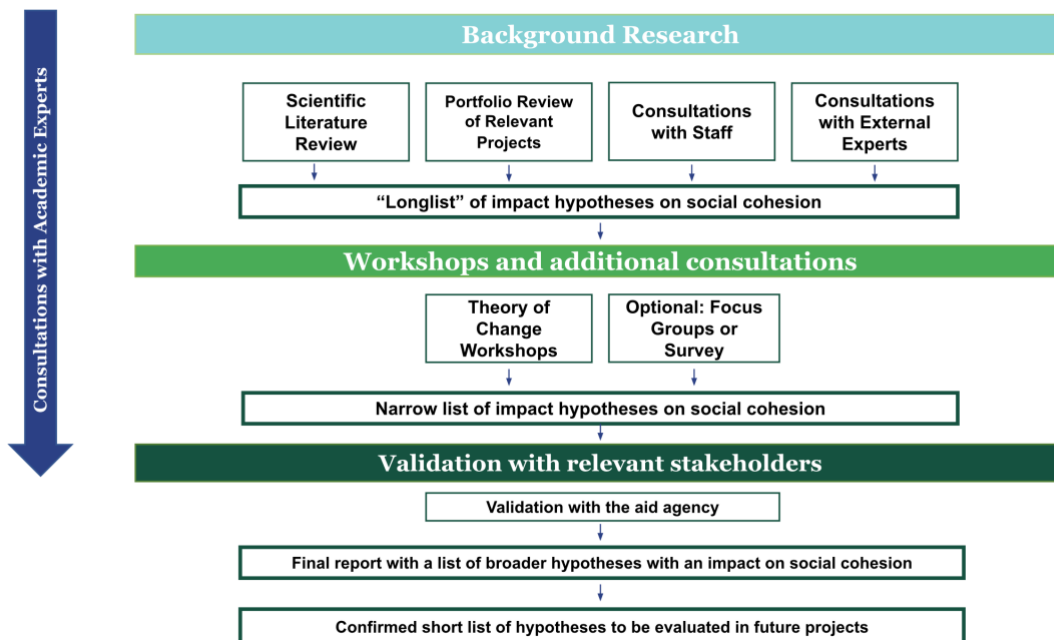 Consultations with Academic Experts
Background Research
Scientific
Literature
Review
Portfolio Review
of Relevant
Projects
Consultations
with Staff
Consultations
with External
Experts
“Longlist” of impact hypotheses on social cohesion
Workshops and additional consultations
Theory of
Change
Workshops
Optional: Focus
Groups or
Survey
Narrow list of impact hypotheses on social cohesion
Validation with relevant stakeholders
Validation with the aid agency
Final report with a list of broader hypotheses with an impact on social cohesion
Confirmed short list of hypotheses to be evaluated in future projects